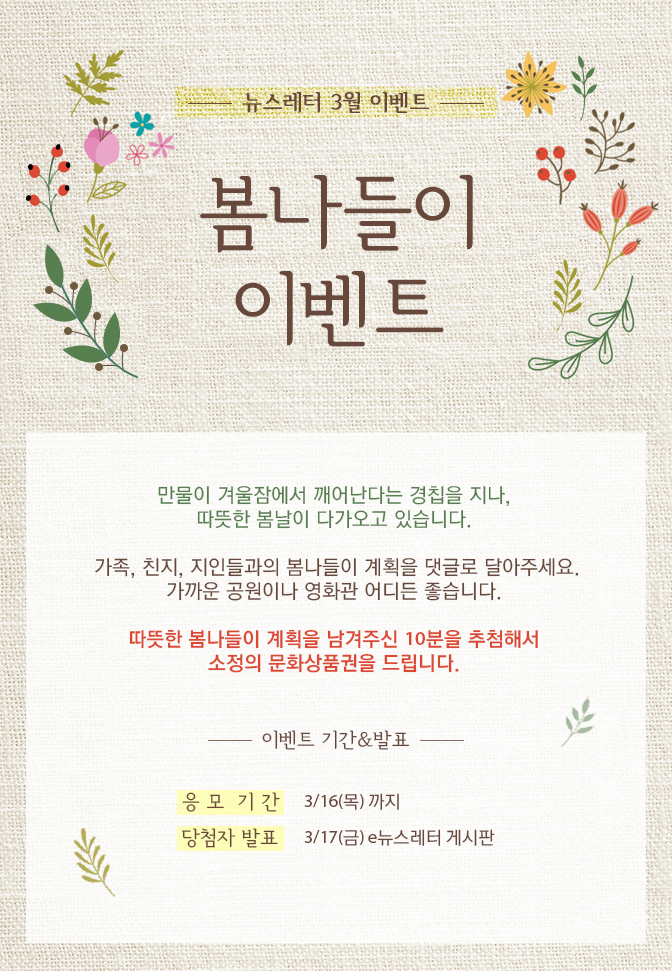 뉴스레터 3월 이벤트
봄나들이
이벤트
만물이 겨울잠에서 깨어난다는 경칩을 지나,
따뜻한 봄날이 다가오고 있습니다.
가족, 친지, 지인들과의 봄나들이 계획을 댓글로 달아주세요.
가까운 공원이나 영화관 어디든 좋습니다.
따뜻한 봄나들이 계획을 남겨주신 10분을 추첨해서
소정의 문화상품권을 드립니다.
이벤트 기간&발표
응모 기간 3/16(목) 까지
당첨자 발표 3/17(금) e뉴스레터 게시판